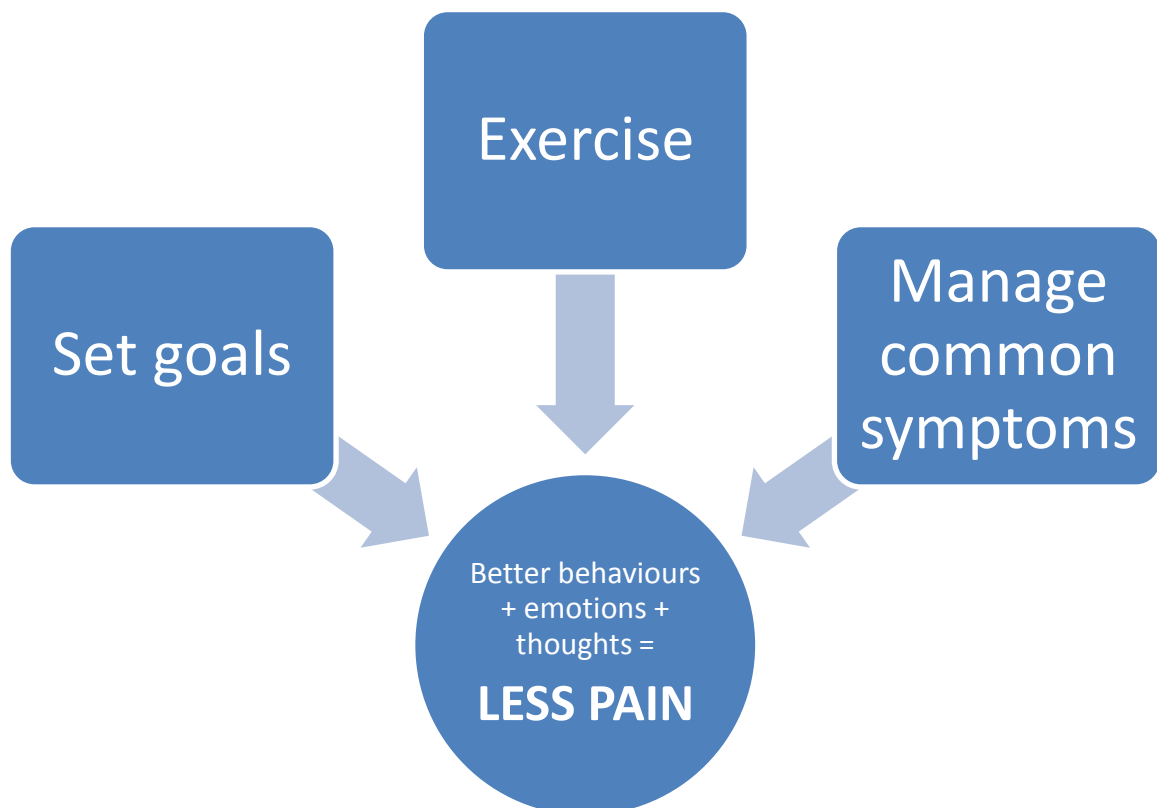 Exercise
Set goals
Manage
common
symptoms
Better behaviours
+ emotions +
thoughts =
LESS PAIN